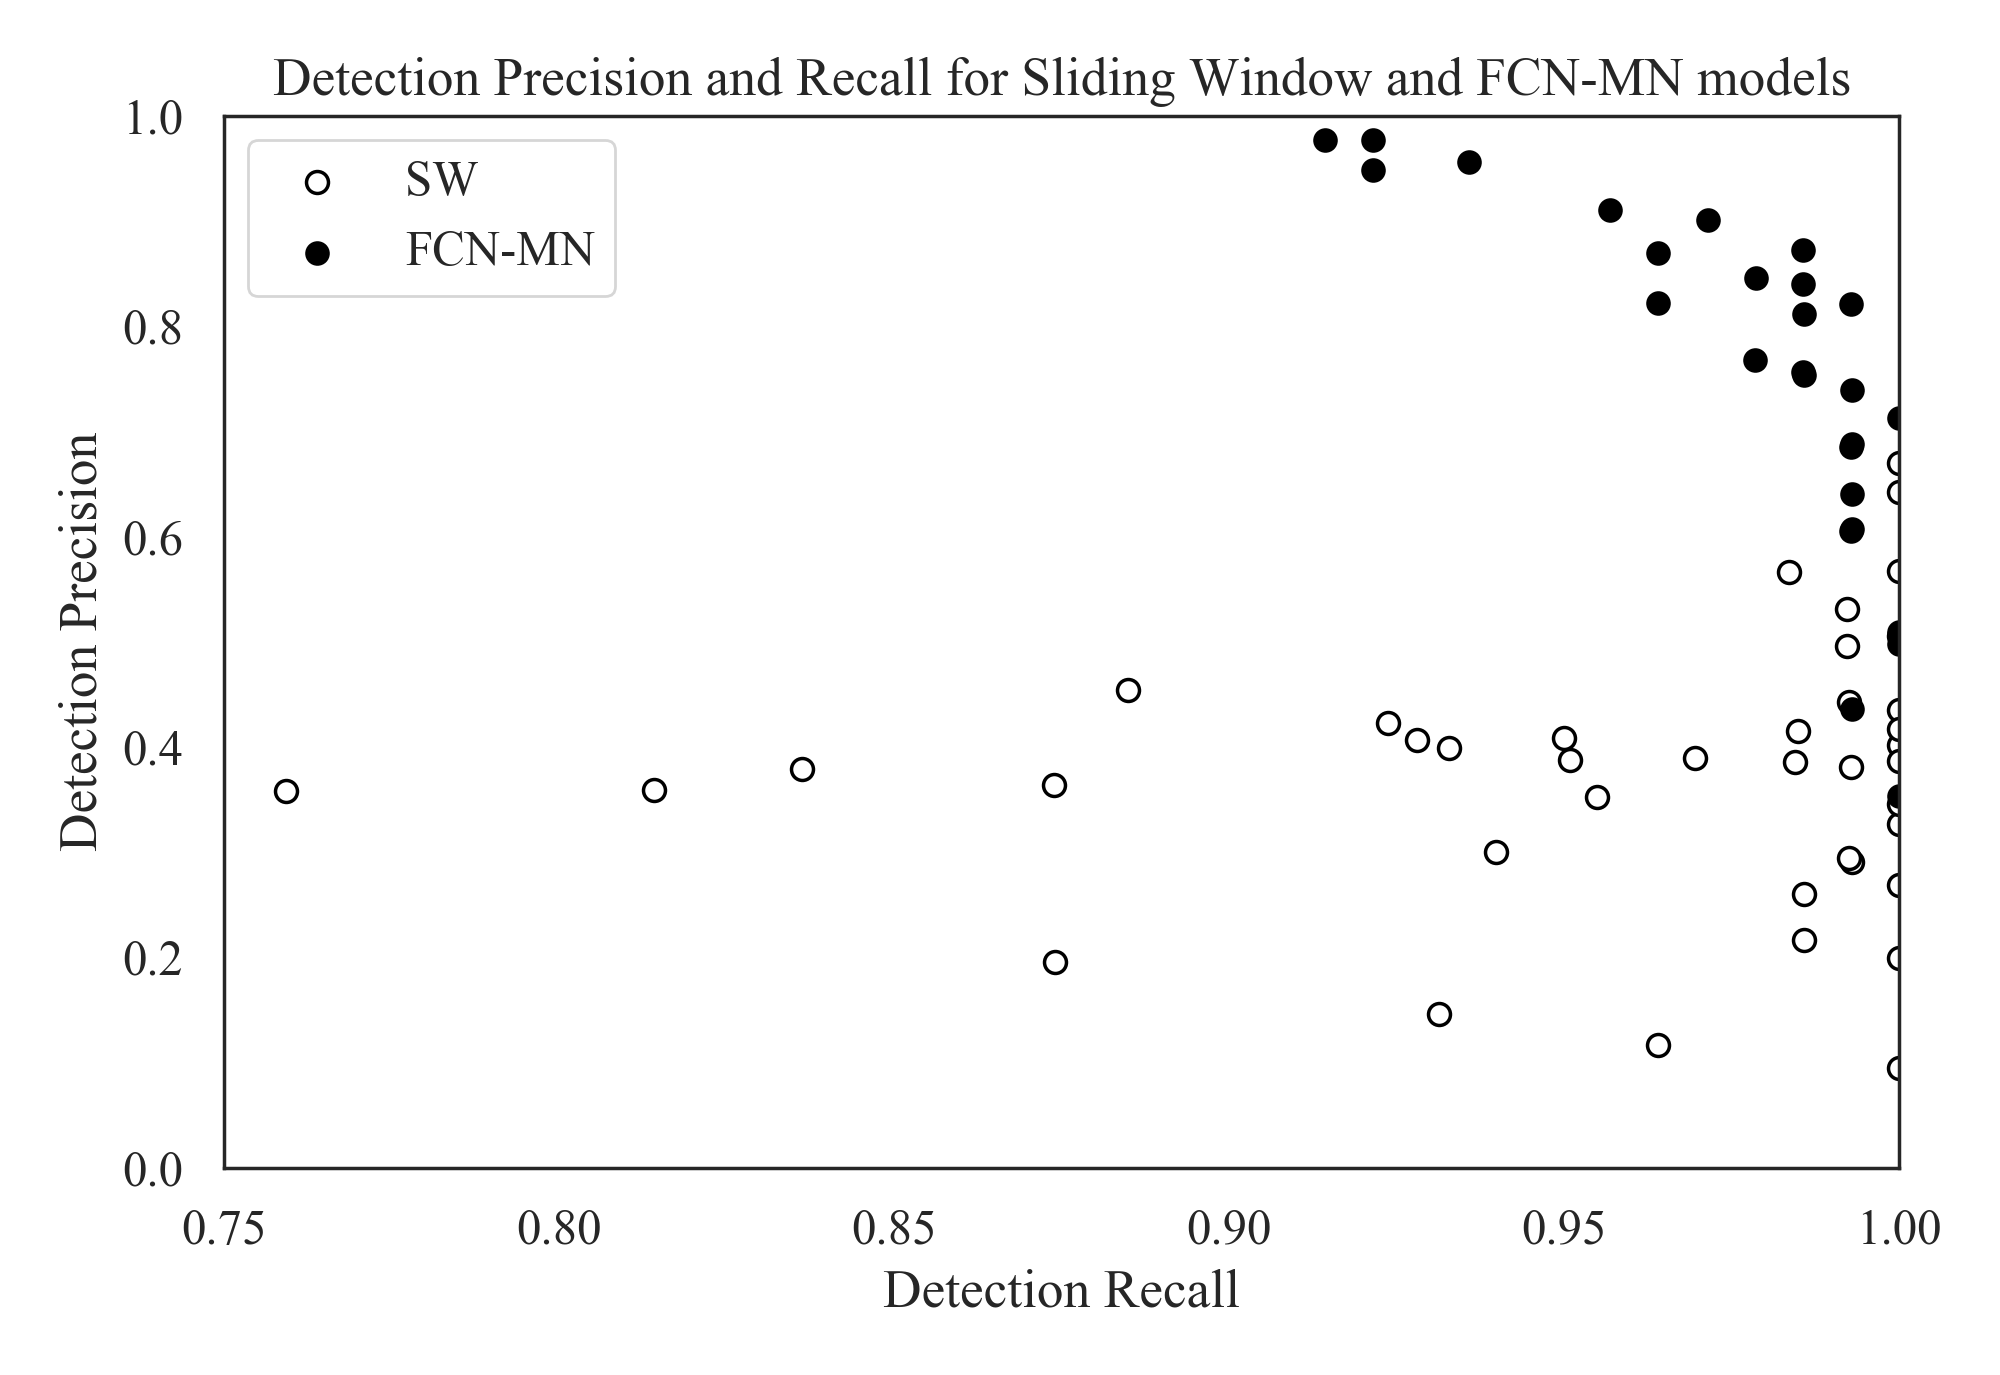 Detection Precision and Recall for Sliding Window and FCN-MN models
1.0
SW
FCN-MN
0.8
0.6
Detection Precision
0.4
0.2
0.0
0.75 0.80 0.85 0.90 0.95 1.00
Detection Recall